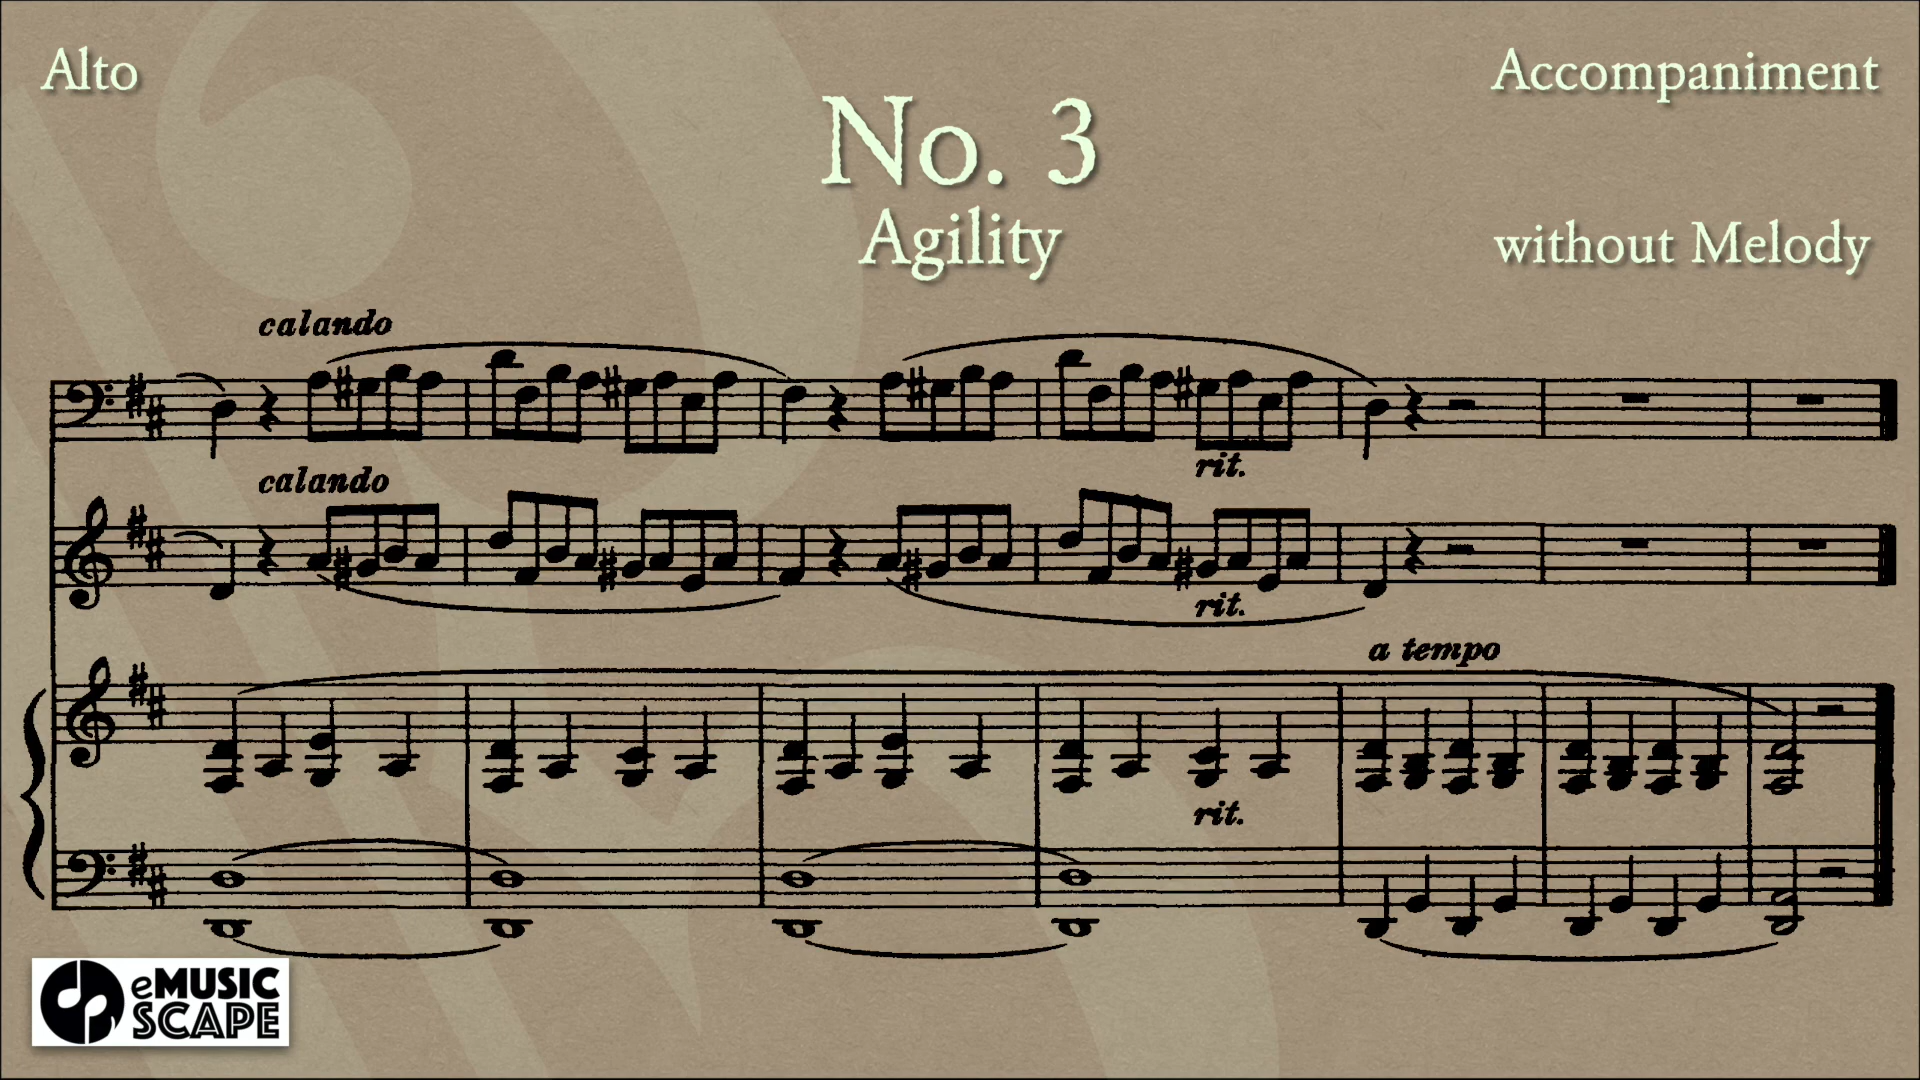 Alto
Accompaniment
No. 3
Agility
without Melody
calando
rit.
calando
rit.
a tempo
rit.
eMUSIC
SCAPE